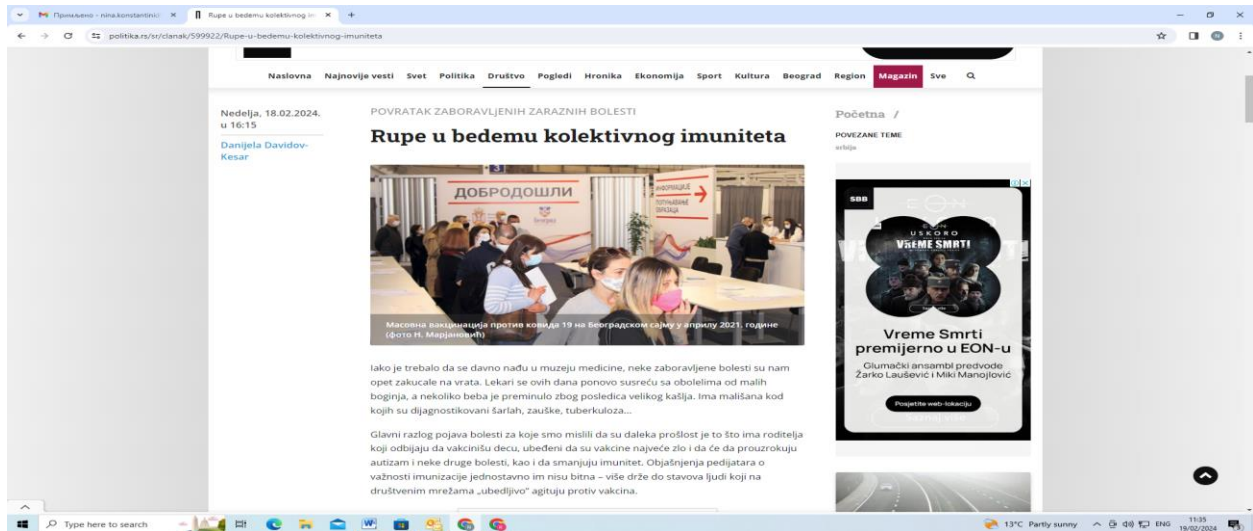 Примљено - nina.konstantinki
Rupe u bedemu kolektivnog im
politika.rs/sr/clanak/599922/Rupe-u-bedemu-kolektivnog-imuniteta
Naslovna Najnovije vesti Svet Politika Društvo Pogledi Hronika Ekonomija Sport Kultura Beograd Region Magazin Sve
Nedelja, 18.02.2024.
u 16:15
Danijela Davidov-
Kesar
POVRATAK ZABORAVLjENIH ZARAZNIH BOLESTI
Rupe u bedemu kolektivnog imuniteta
3
ДОБРОДОШЛИ
Београд
ИНФОРМАЦИЈЕ
ПОПУЊАВАЊЕ
ОБРАЗАЦА
Масовна вакцинација против ковида 19 на Београдском сајму у априлу 2021. године
(фото Н. Марјановић)
Iako je trebalo da se davno nađu u muzeju medicine, neke zaboravljene bolesti su nam
opet zakucale na vrata. Lekari se ovih dana ponovo susreću sa obolelima od malih
boginja, a nekoliko beba je preminulo zbog posledica velikog kašlja. Ima mališana kod
kojih su dijagnostikovani šarlah, zauške, tuberkuloza...
Glavni razlog pojava bolesti za koje smo mislili da su daleka prošlost je to što ima roditelja
koji odbijaju da vakcinišu decu, ubeđeni da su vakcine najveće zlo i da će da prouzrokuju
autizam i neke druge bolesti, kao i da smanjuju imunitet. Objašnjenja pedijatara o
važnosti imunizacije jednostavno im nisu bitna – više drže do stavova ljudi koji na
društvenim mrežama „ubedljivo” agituju protiv vakcina.
Početna /
POVEZANE TEME
srbija
SBB
EON
USKORO
VREME SMRTI
Vreme Smrti
premijerno u EON-u
Glumački ansambl predvode
Žarko Laušević i Miki Manojlović
Posjetite web-lokaciju
Type here to search
13°C Partly sunny
ENG
11:35
19/02/2024